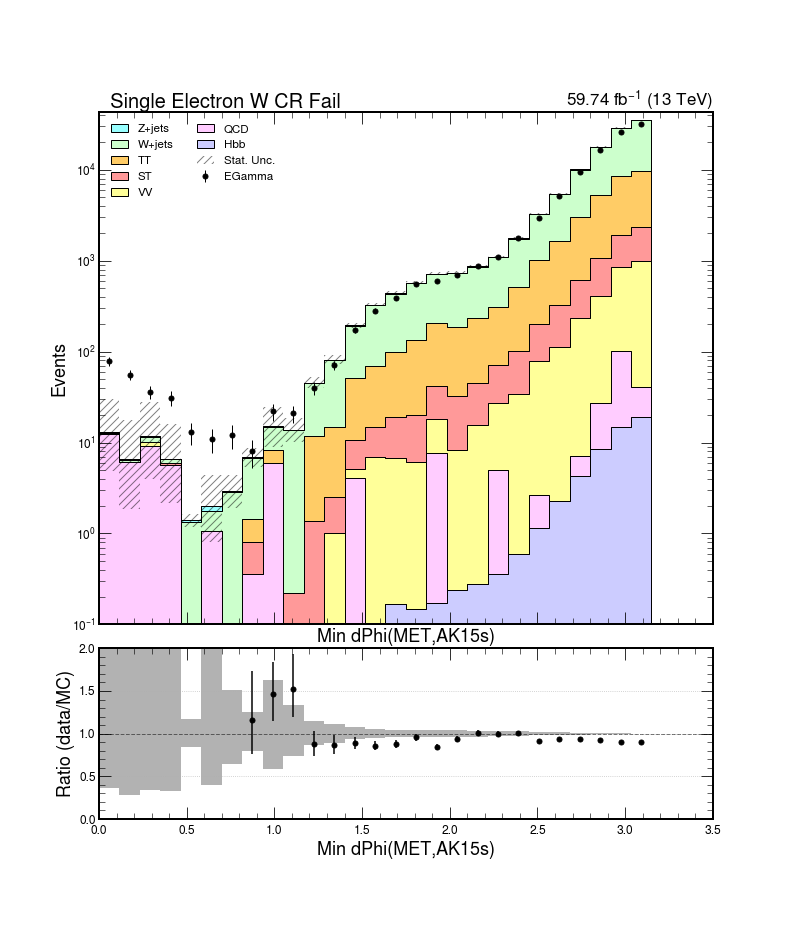 Single Electron W CR Fail
59.74 fb⁻¹ (13 TeV)
Z+jets
W+jets
TT
ST
VV
QCD
Hbb
Stat. Unc.
EGamma
Events
10⁴
10³
10²
10¹
10⁰
10⁻¹
Min dPhi(MET,AK15s)
Ratio (data/MC)
2.0
1.5
1.0
0.5
0.0
0.0 0.5 1.0 1.5 2.0 2.5 3.0 3.5
Min dPhi(MET,AK15s)